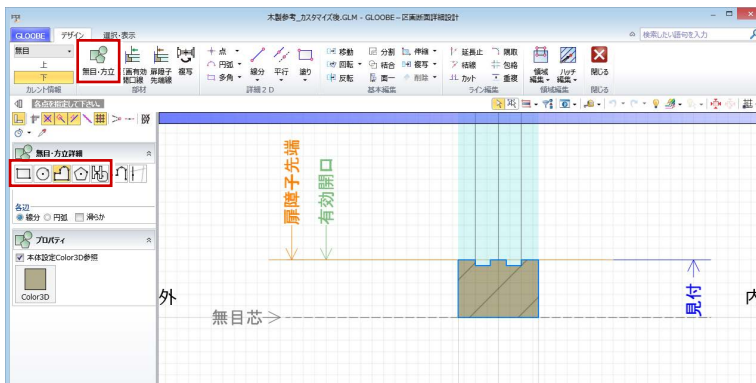 木製参考_カスタマイズ後.GLM - GLOOBE - 区画断面詳細設計
GLOOBE デザイン 選択・表示
検索したい語句を入力
無目 上 下 カレント情報
無目・方立 有効開口線 扉障子先端線 複写 部材
点 線分 平行 塗り 円弧 多角 詳細２Ｄ
移動 分割 伸縮 回転 結合 複写 反転 面一 削除 基本編集
延長止 隅取 結線 包絡 カット 重複 ライン編集
領域編集 ハッチ編集 領域編集
閉じる 閉じる
各点を指定して下さい。
無目・方立詳細
各辺
線分 円弧 滑らか
プロパティ
本体設定Color3D参照
Color3D
扉障子先端
有効開口
外
内
見付
無目芯